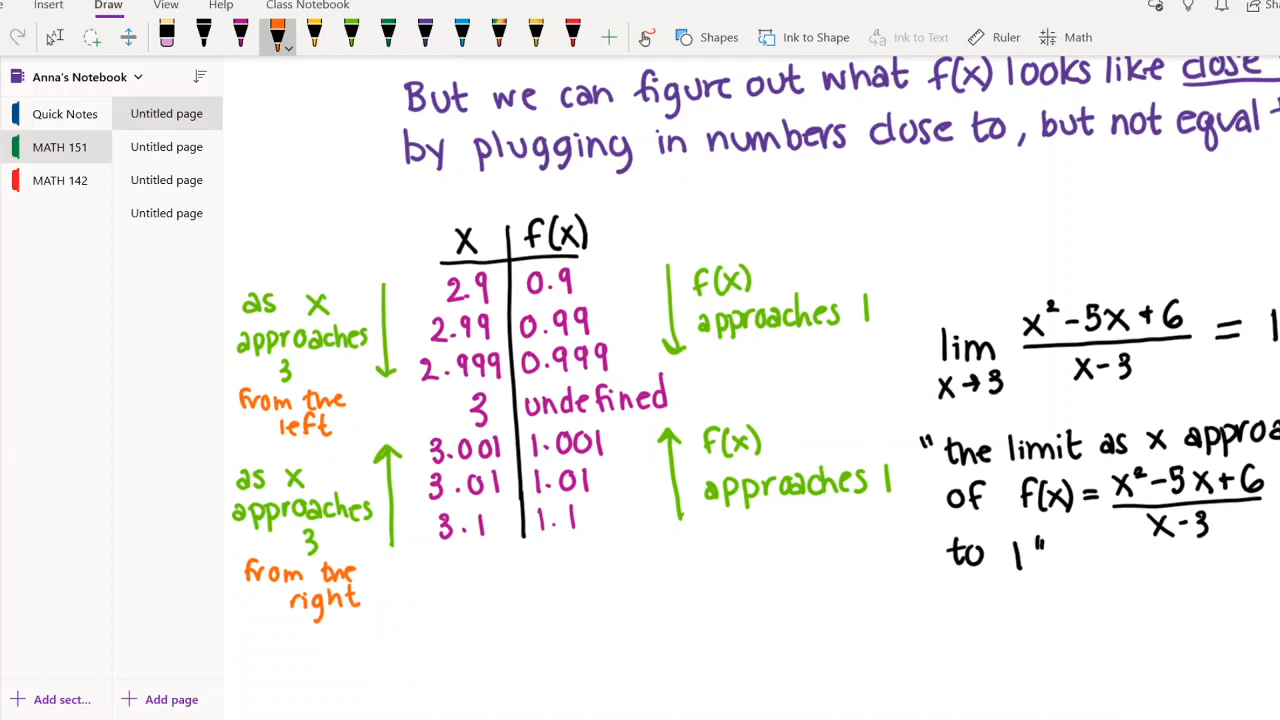 Insert Draw View Help Class Notebook
Shapes Ink to Shape Ink to Text Ruler Math
Anna's Notebook
Quick Notes
MATH 151
MATH 142
Untitled page
Untitled page
Untitled page
Untitled page
Add sect... Add page
But we can figure out what f(x) looks like close
by plugging in numbers close to, but not equal
x f(x)
2.9 0.9
2.99 0.99
2.999 0.999
3 undefined
3.001 1.001
3.01 1.01
3.1 1.1
as x
approaches
3
from the
left
as x
approaches
3
from the
right
f(x)
approaches 1
f(x)
approaches 1
lim x→3 (x²-5x+6)/(x-3) = 1
"the limit as x approa
of f(x) = (x²-5x+6)/(x-3)
to 1"